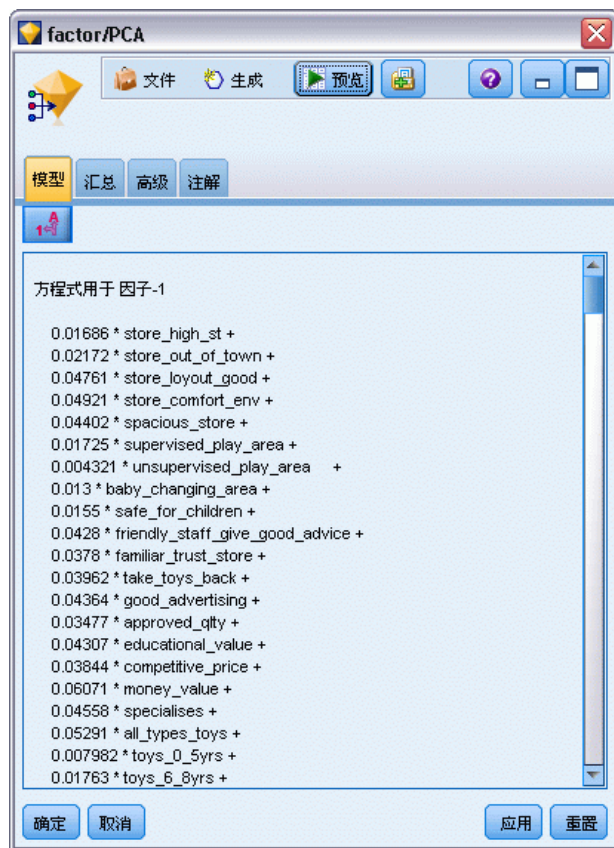 factor/PCA
文件 生成 预览
模型 汇总 高级 注解
方程式用于 因子-1
0.01686 * store_high_st +
0.02172 * store_out_of_town +
0.04761 * store_loyout_good +
0.04921 * store_comfort_env +
0.04402 * spacious_store +
0.01725 * supervised_play_area +
0.004321 * unsupervised_play_area +
0.013 * baby_changing_area +
0.0155 * safe_for_children +
0.0428 * friendly_staff_give_good_advice +
0.0378 * familiar_trust_store +
0.03962 * take_toys_back +
0.04364 * good_advertising +
0.03477 * approved_qlty +
0.04307 * educational_value +
0.03844 * competitive_price +
0.06071 * money_value +
0.04558 * specialises +
0.05291 * all_types_toys +
0.007982 * toys_0_5yrs +
0.01763 * toys_6_8yrs +
确定 取消 应用 重置